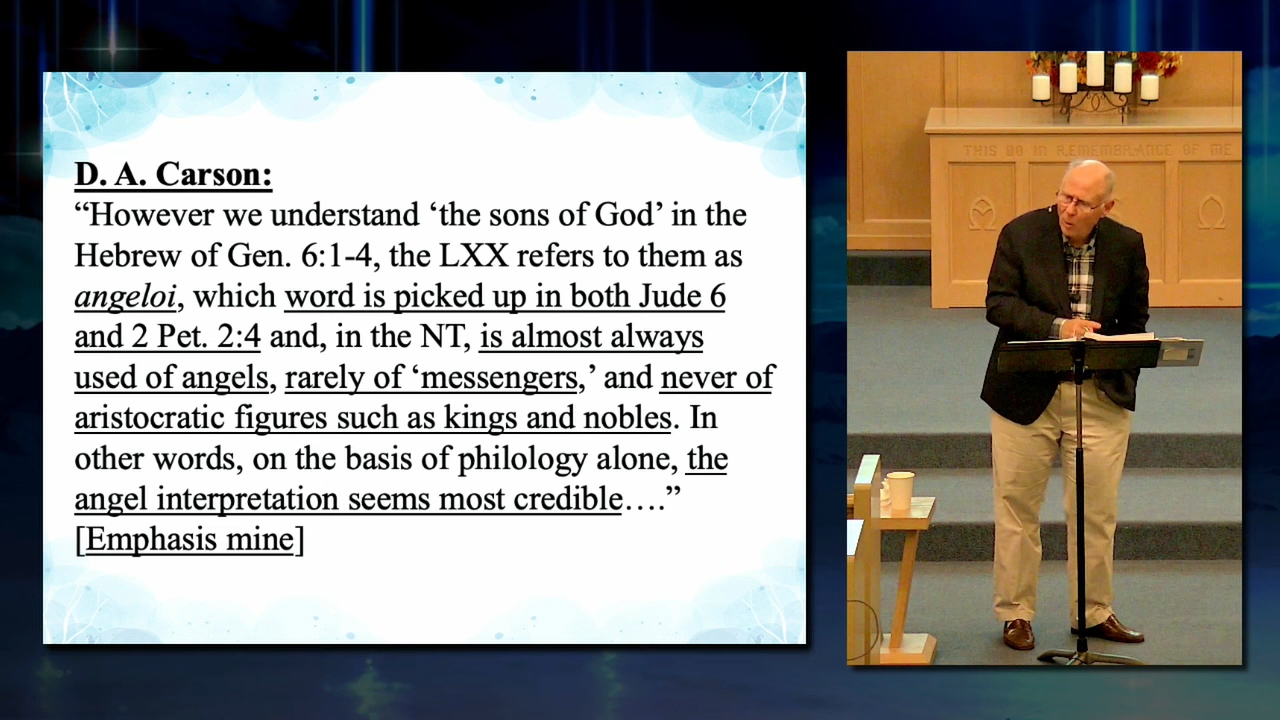 D. A. Carson:
“However we understand ‘the sons of God’ in the
Hebrew of Gen. 6:1-4, the LXX refers to them as
angeloi, which word is picked up in both Jude 6
and 2 Pet. 2:4 and, in the NT, is almost always
used of angels, rarely of ‘messengers,’ and never of
aristocratic figures such as kings and nobles. In
other words, on the basis of philology alone, the
angel interpretation seems most credible….”
[Emphasis mine]
THIS DO IN REMEMBRANCE OF ME